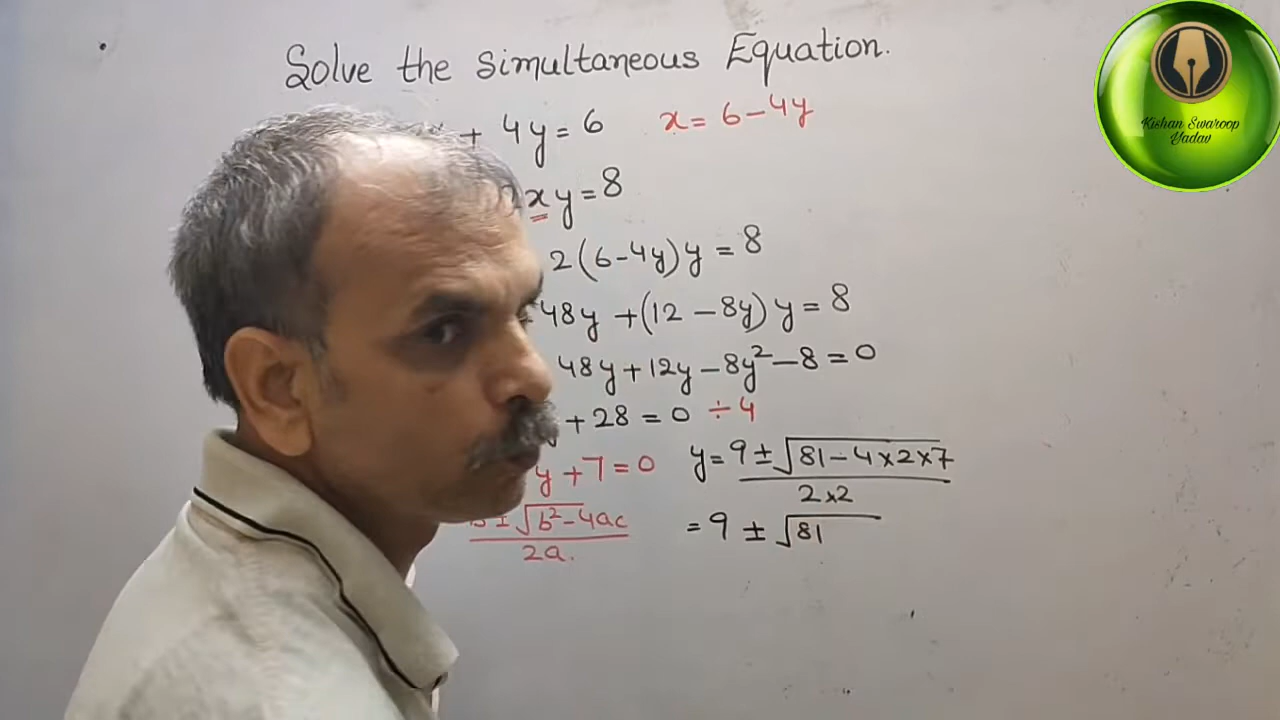 Solve the simultaneous Equation.
+ 4y = 6 x = 6 - 4y
xy = 8
2(6-4y)y = 8
48y + (12 - 8y) y = 8
48y + 12y - 8y² - 8 = 0
+ 28 = 0 ÷ 4
y + 7 = 0 y = 9 ± √81 - 4×2×7 / 2×2
± √b² - 4ac / 2a.
= 9 ± √81
Kishan Swaroop
Yadav